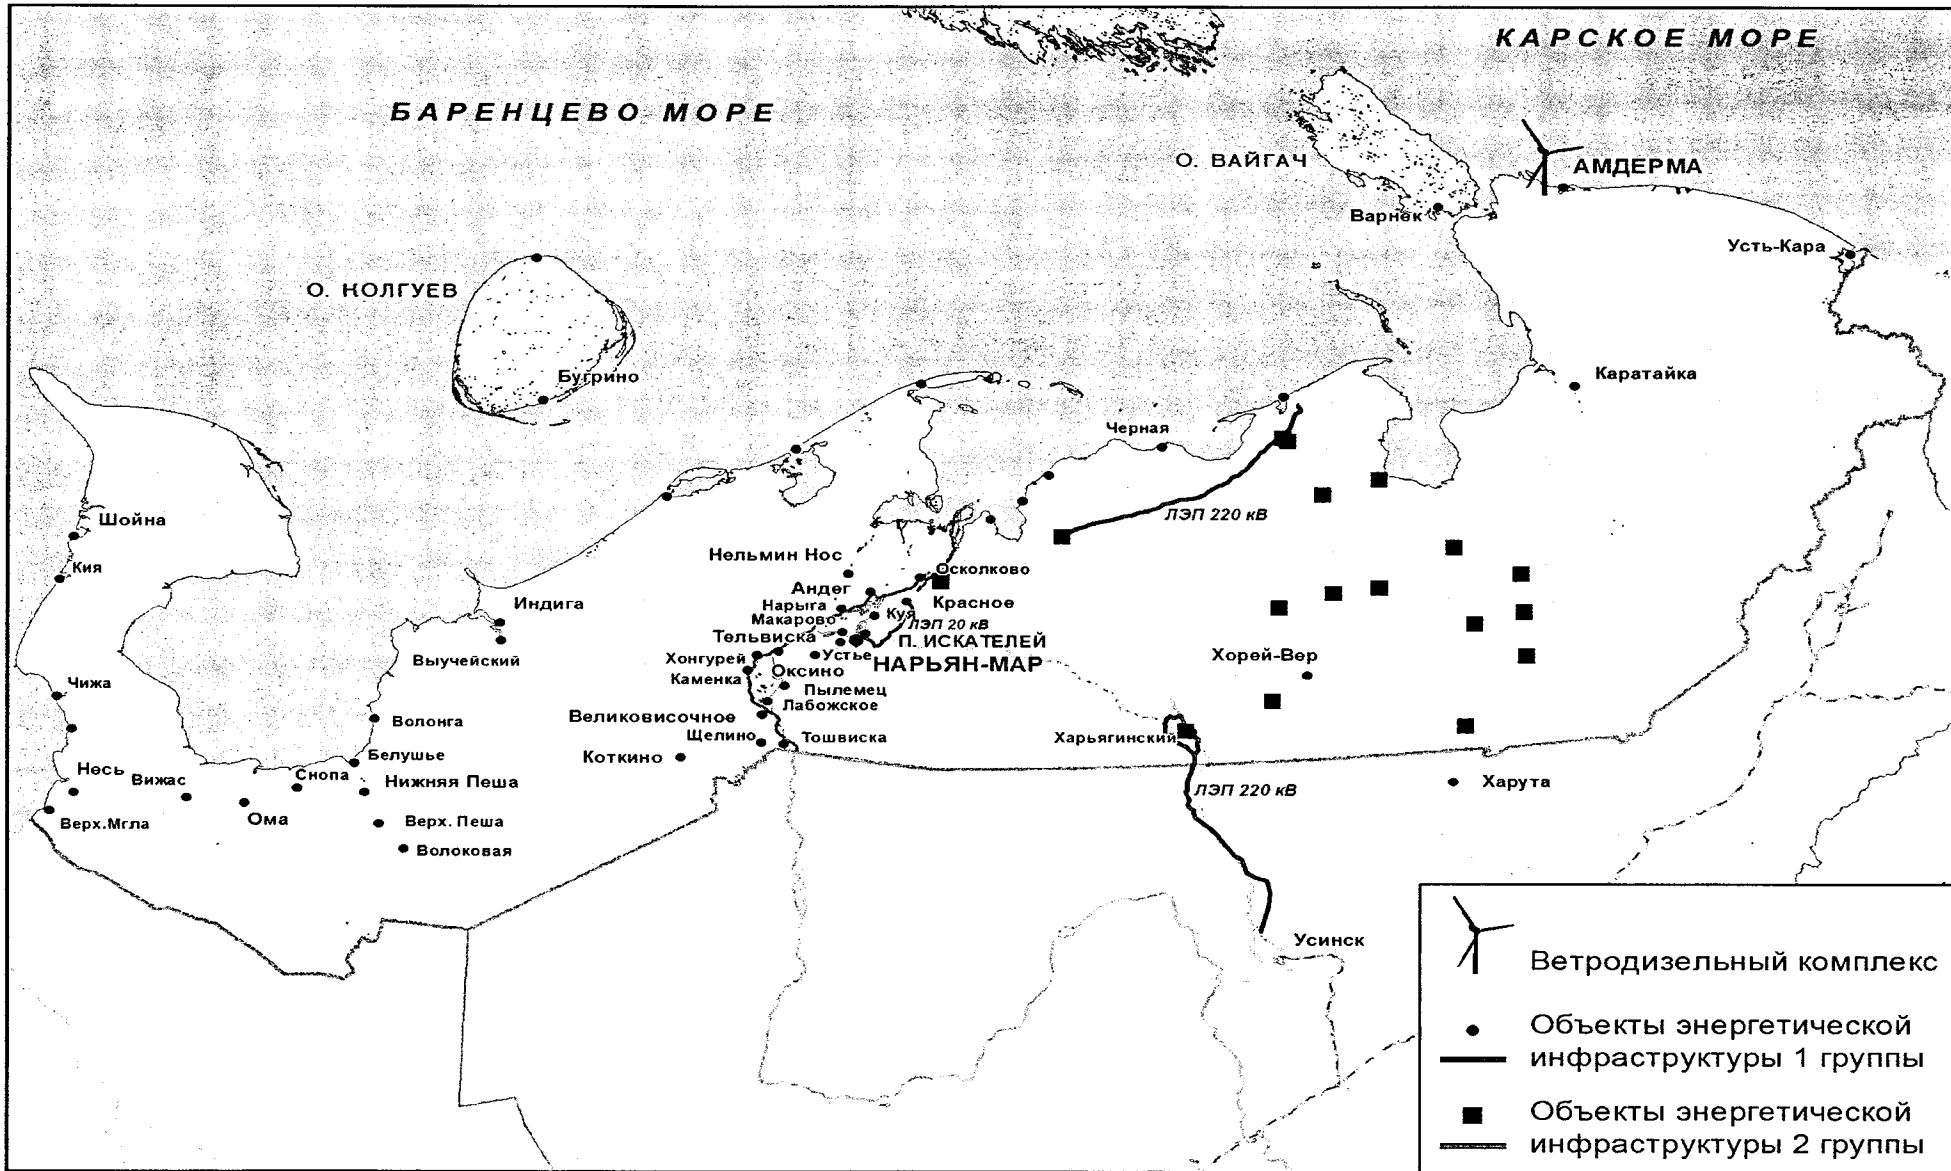 КАРСКОЕ МОРЕ
БАРЕНЦЕВО МОРЕ
О. ВАЙГАЧ
АМДЕРМА
Варнек
Усть-Кара
О. КОЛГУЕВ
Бугрино
Каратайка
Черная
Шойна
ЛЭП 220 кВ
Нельмин Нос
Кия
Осколково
Андег
Индига
Нарыга
Красное
Макарово
Куя
ЛЭП 20 кВ
Тельвиска
П. ИСКАТЕЛЕЙ
Выучейский
Хонгурей
Устье
НАРЬЯН-МАР
Хорей-Вер
Оксино
Каменка
Чижа
Пылемец
Лабожское
Волонга
Великовисочное
Щелино
Тошвиска
Харьягинский
Белушье
Коткино
Несь
Вижас
Снопа
Нижняя Пеша
ЛЭП 220 кВ
Харута
Верх.Мгла
Ома
Верх. Пеша
Волоковая
Усинск
Ветродизельный комплекс
Объекты энергетической
инфраструктуры 1 группы
Объекты энергетической
инфраструктуры 2 группы